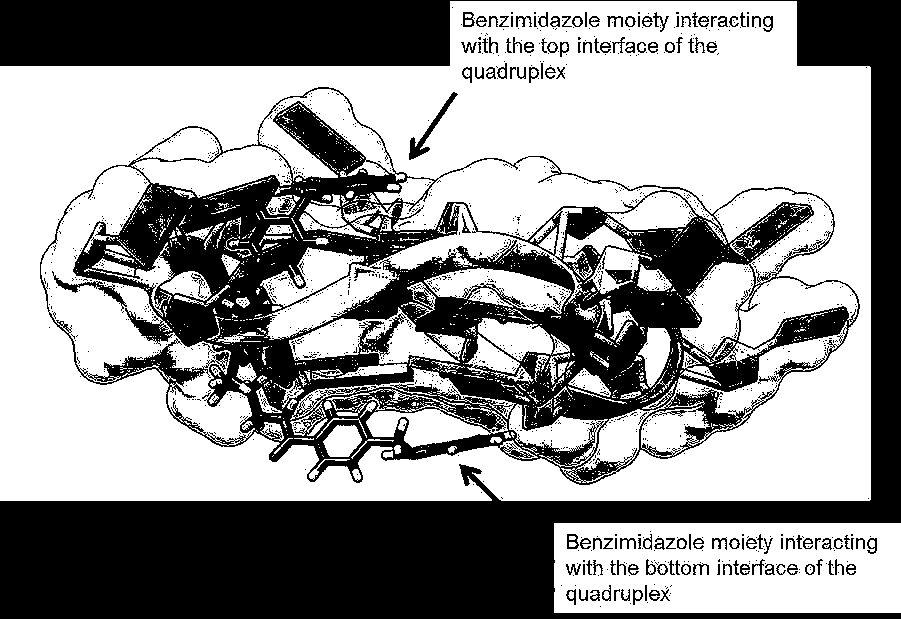 Benzimidazole moiety interacting
with the top interface of the
quadruplex
Benzimidazole moiety interacting
with the bottom interface of the
quadruplex